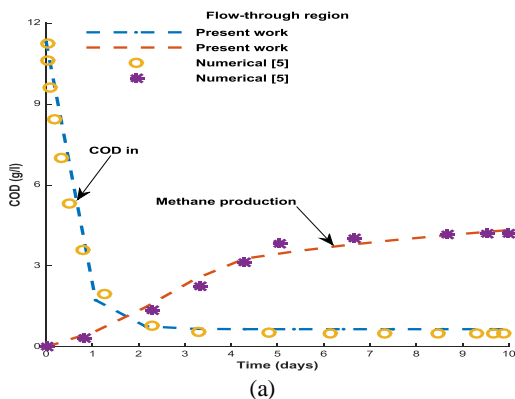 Flow-through region
Present work
Present work
Numerical [5]
Numerical [5]
COD in
Methane production
COD (g/l)
12
9
6
3
0
0 1 2 3 4 5 6 7 8 9 10
Time (days)
(a)